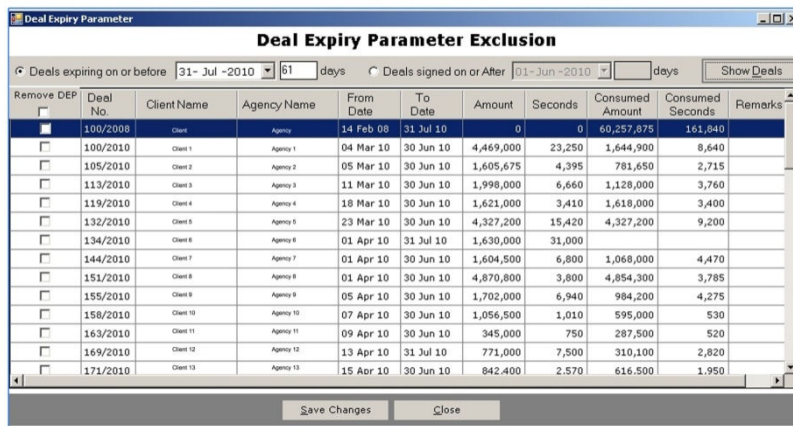 Deal Expiry Parameter
Deal Expiry Parameter Exclusion
Deals expiring on or before 31- Jul -2010 61 days Deals signed on or After 01-Jun -2010 days Show Deals
Remove DEP Deal No. Client Name Agency Name From Date To Date Amount Seconds Consumed Amount Consumed Seconds Remarks
100/2008 Client Agency 14 Feb 08 31 Jul 10 0 0 60,257,875 161,840
100/2010 Client 1 Agency 1 04 Mar 10 30 Jun 10 4,469,000 23,250 1,644,900 8,640
105/2010 Client 2 Agency 2 05 Mar 10 30 Jun 10 1,605,675 4,395 781,650 2,715
113/2010 Client 3 Agency 3 11 Mar 10 30 Jun 10 1,998,000 6,660 1,128,000 3,760
119/2010 Client 4 Agency 4 18 Mar 10 30 Jun 10 1,621,000 3,410 1,618,000 3,400
132/2010 Client 5 Agency 5 23 Mar 10 30 Jun 10 4,327,200 15,420 4,327,200 9,200
134/2010 Client 6 Agency 6 01 Apr 10 31 Jul 10 1,630,000 31,000
144/2010 Client 7 Agency 7 01 Apr 10 30 Jun 10 1,604,500 6,800 1,068,000 4,470
151/2010 Client 8 Agency 8 01 Apr 10 30 Jun 10 4,870,800 3,800 4,854,300 3,785
155/2010 Client 9 Agency 9 05 Apr 10 30 Jun 10 1,702,000 6,940 984,200 4,275
158/2010 Client 10 Agency 10 07 Apr 10 30 Jun 10 1,056,500 1,010 595,000 530
163/2010 Client 11 Agency 11 09 Apr 10 30 Jun 10 345,000 750 287,500 520
169/2010 Client 12 Agency 12 13 Apr 10 31 Jul 10 771,000 7,500 310,100 2,820
171/2010 Client 13 Agency 13 15 Apr 10 30 Jun 10 842.400 2.570 616.500 1.950
Save Changes Close